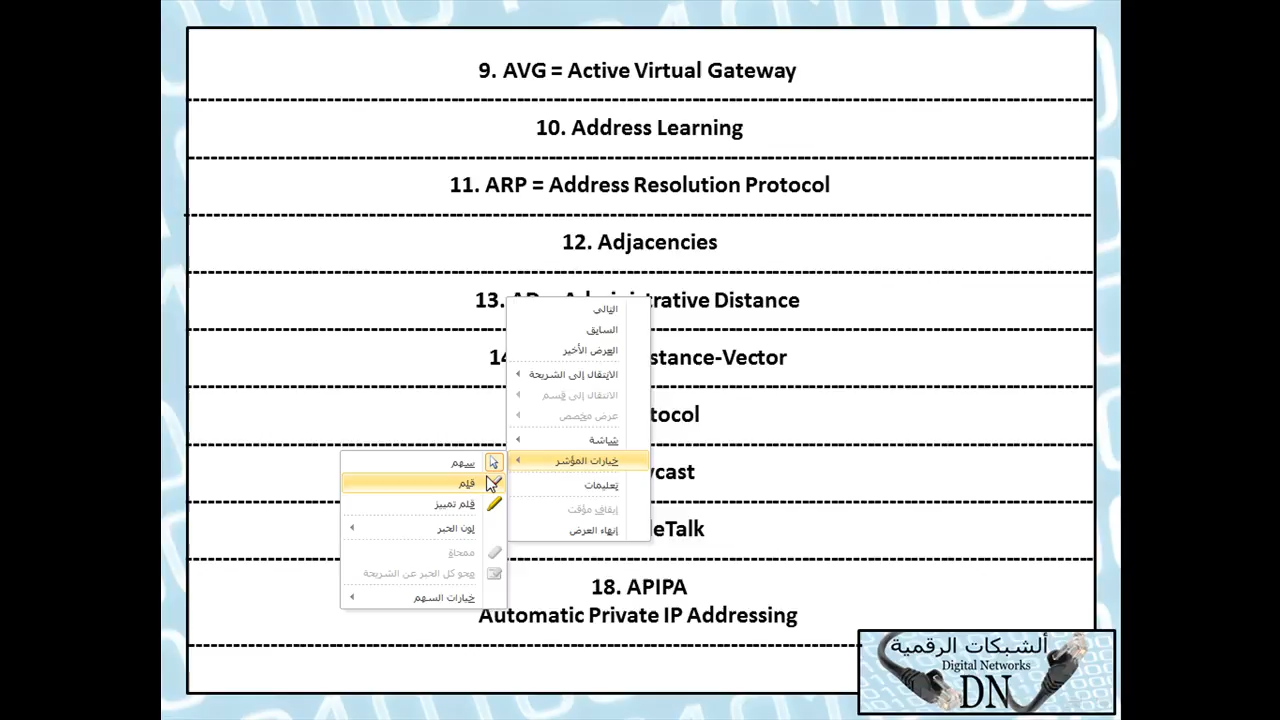 9. AVG = Active Virtual Gateway
10. Address Learning
11. ARP = Address Resolution Protocol
12. Adjacencies
13. trative Distance
stance-Vector
tocol
ycast
leTalk
18. APIPA
Automatic Private IP Addressing
التالي
السابق
العرض الأخير
الانتقال إلى الشريحة
الانتقال إلى قسم
عرض مخصص
شاشة
خيارات المؤشر
تعليمات
إيقاف مؤقت
إنهاء العرض
سهم
قلم
قلم تمييز
لون الحبر
ممحاة
محو كل الحبر عن الشريحة
خيارات السهم
ألشبكات الرقمية
Digital Networks
DN